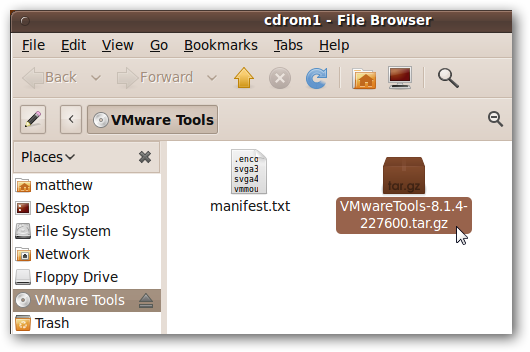 cdrom1 - File Browser
File Edit View Go Bookmarks Tabs Help
Back Forward
VMware Tools
Places
matthew
Desktop
File System
Network
Floppy Drive
VMware Tools
Trash
.enco
svga3
svga4
vmmou
manifest.txt
tar.gz
VMwareTools-8.1.4-
227600.tar.gz